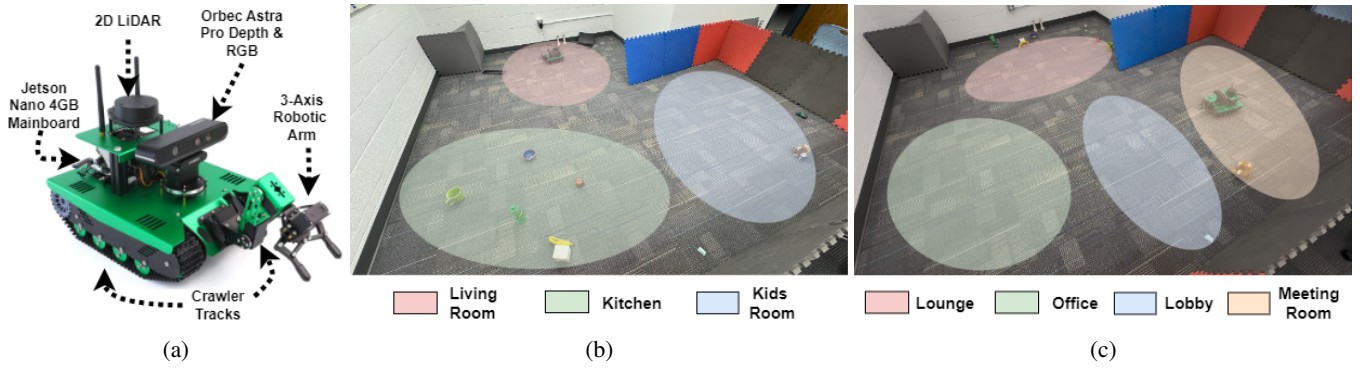 2D LiDAR
Orbec Astra
Pro Depth &
RGB
Jetson
Nano 4GB
Mainboard
3-Axis
Robotic
Arm
Crawler
Tracks
(a)
Living
Room
Kitchen
Kids
Room
(b)
Lounge
Office
Lobby
Meeting
Room
(c)